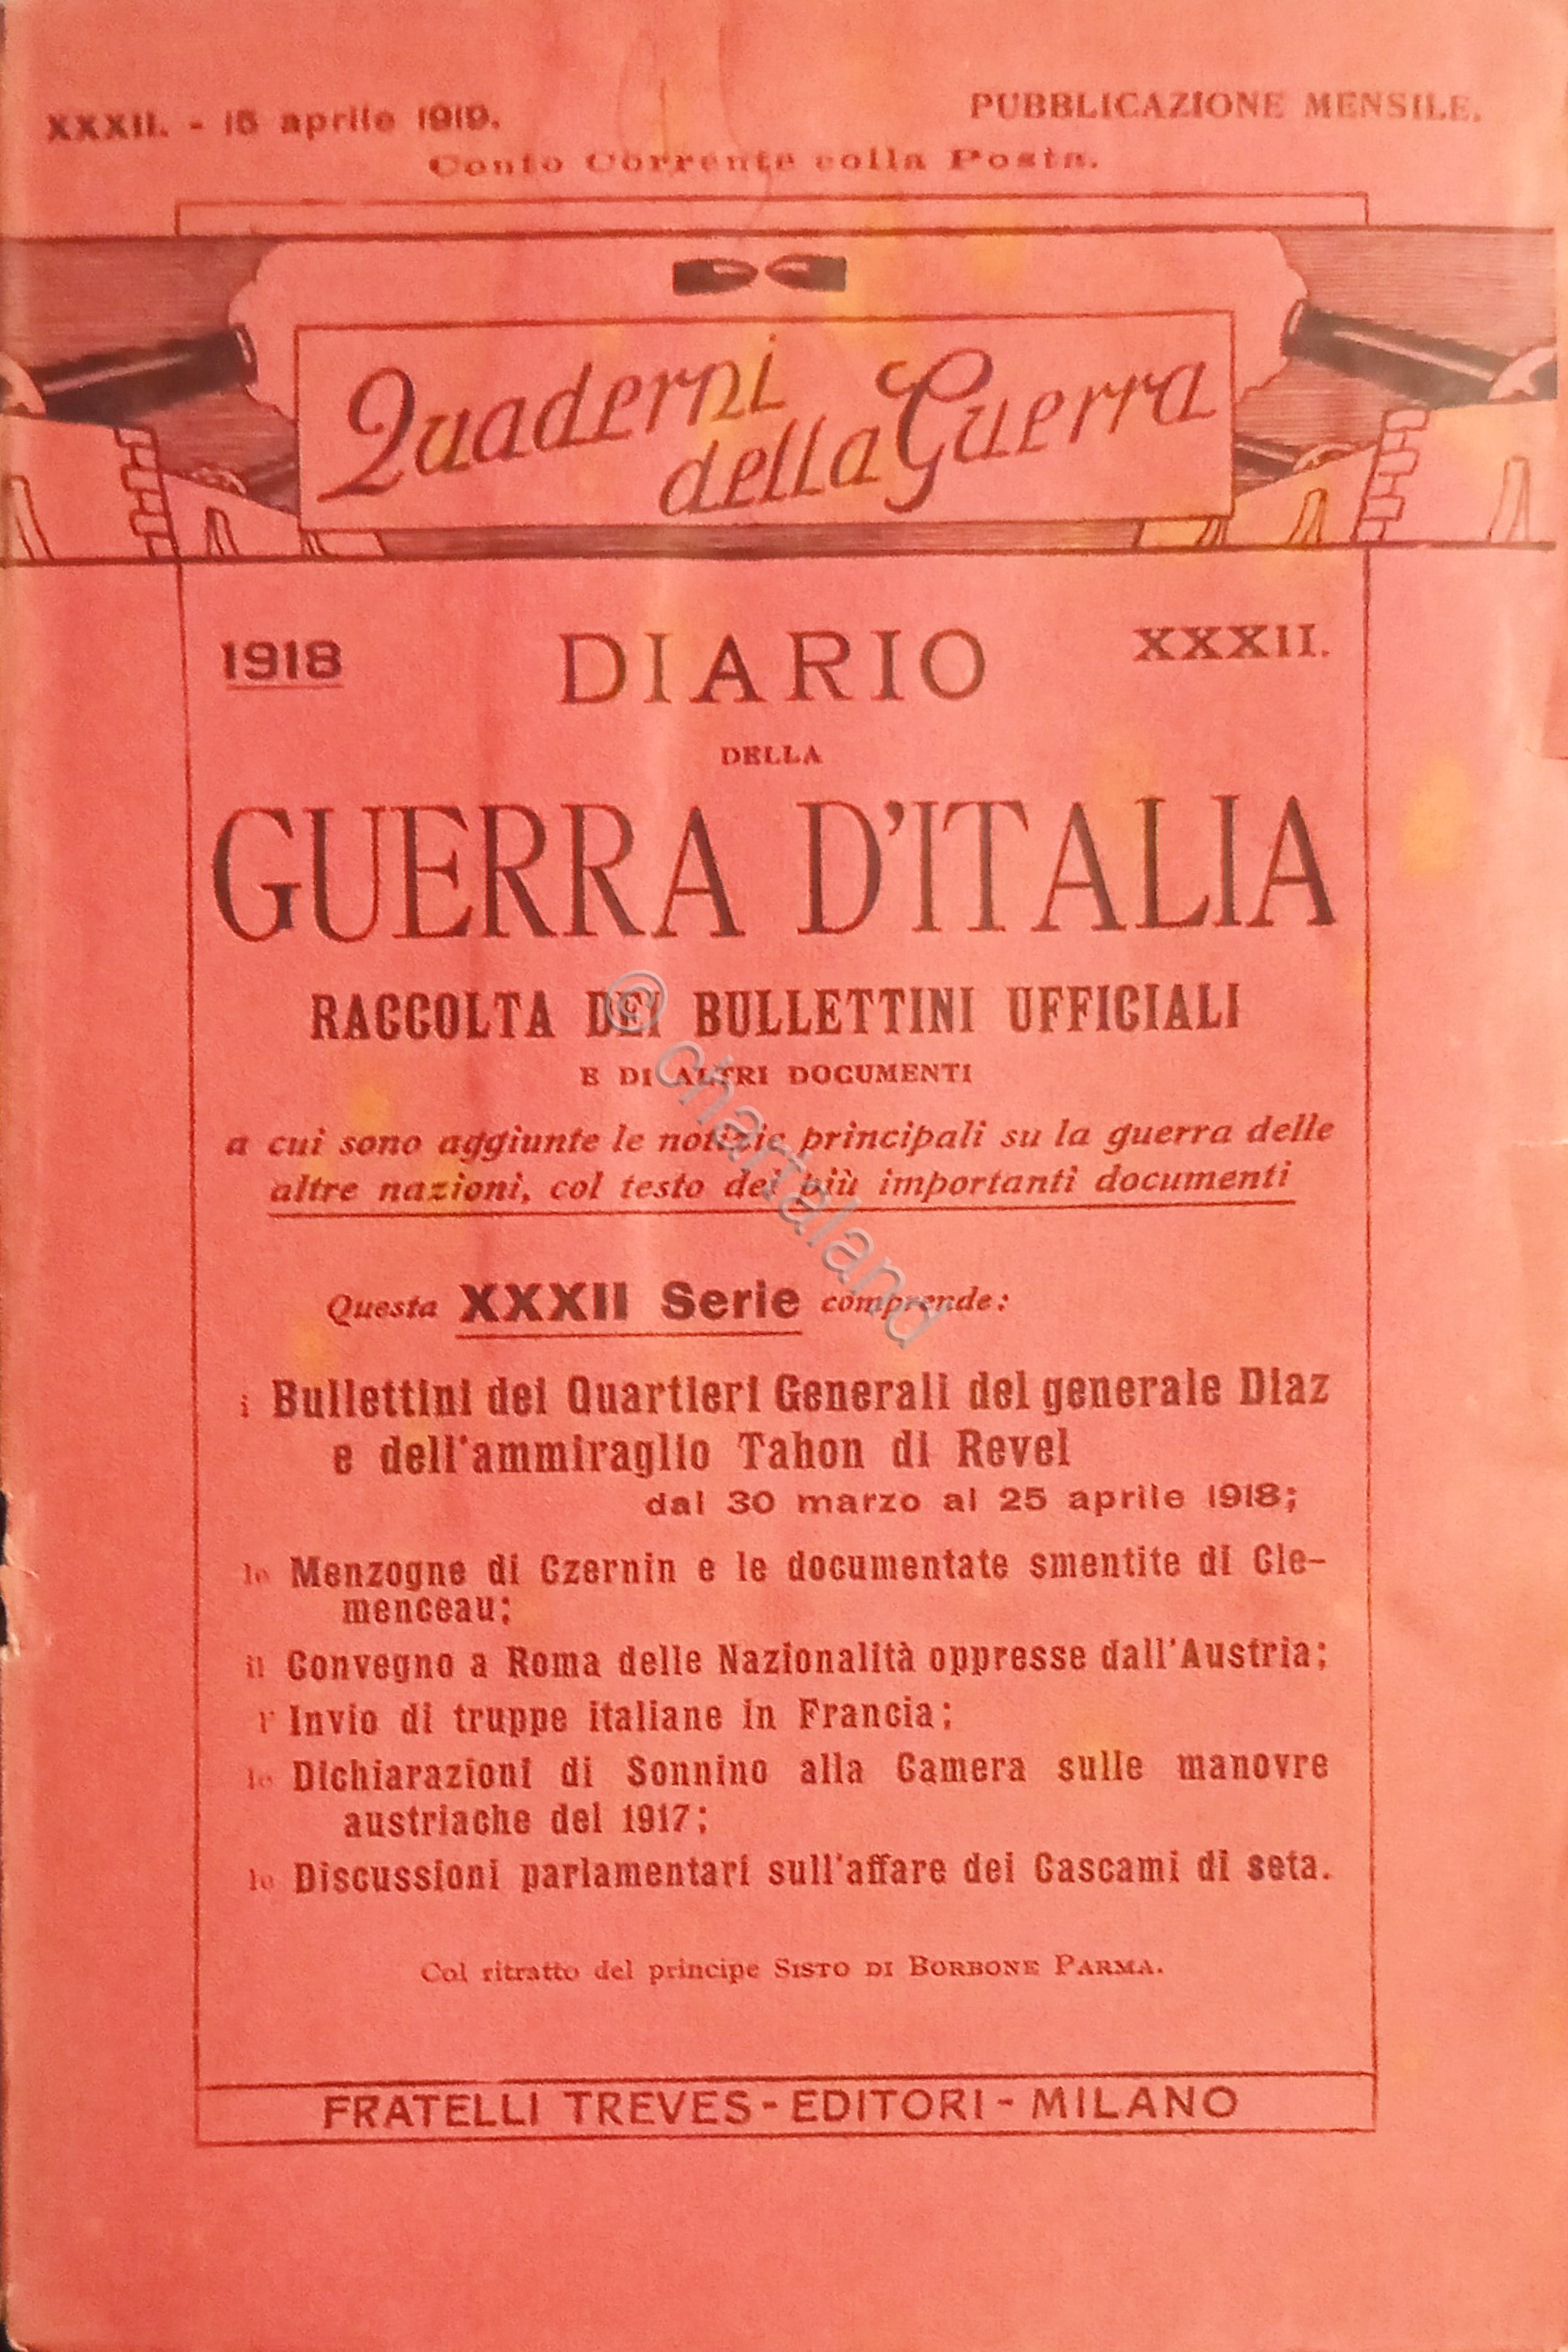 XXXII. - 15 aprile 1919.
PUBBLICAZIONE MENSILE.
Conto Corrente colla Posta.
Quaderni
della Guerra
1918
DIARIO
XXXII.
DELLA
GUERRA D'ITALIA
RACCOLTA DEI BULLETTINI UFFICIALI
E DI ALTRI DOCUMENTI
a cui sono aggiunte le notizie principali su la guerra delle
altre nazioni, col testo dei più importanti documenti
Questa XXXII Serie comprende:
i Bullettini dei Quartieri Generali del generale Diaz
e dell'ammiraglio Tahon di Revel
dal 30 marzo al 25 aprile 1918;
le Menzogne di Czernin e le documentate smentite di Cle-
menceau;
il Convegno a Roma delle Nazionalità oppresse dall'Austria;
l' Invio di truppe italiane in Francia;
le Dichiarazioni di Sonnino alla Camera sulle manovre
austriache del 1917;
le Discussioni parlamentari sull'affare dei Cascami di seta.
Col ritratto del principe SISTO DI BORBONE PARMA.
FRATELLI TREVES - EDITORI - MILANO
© chartaland